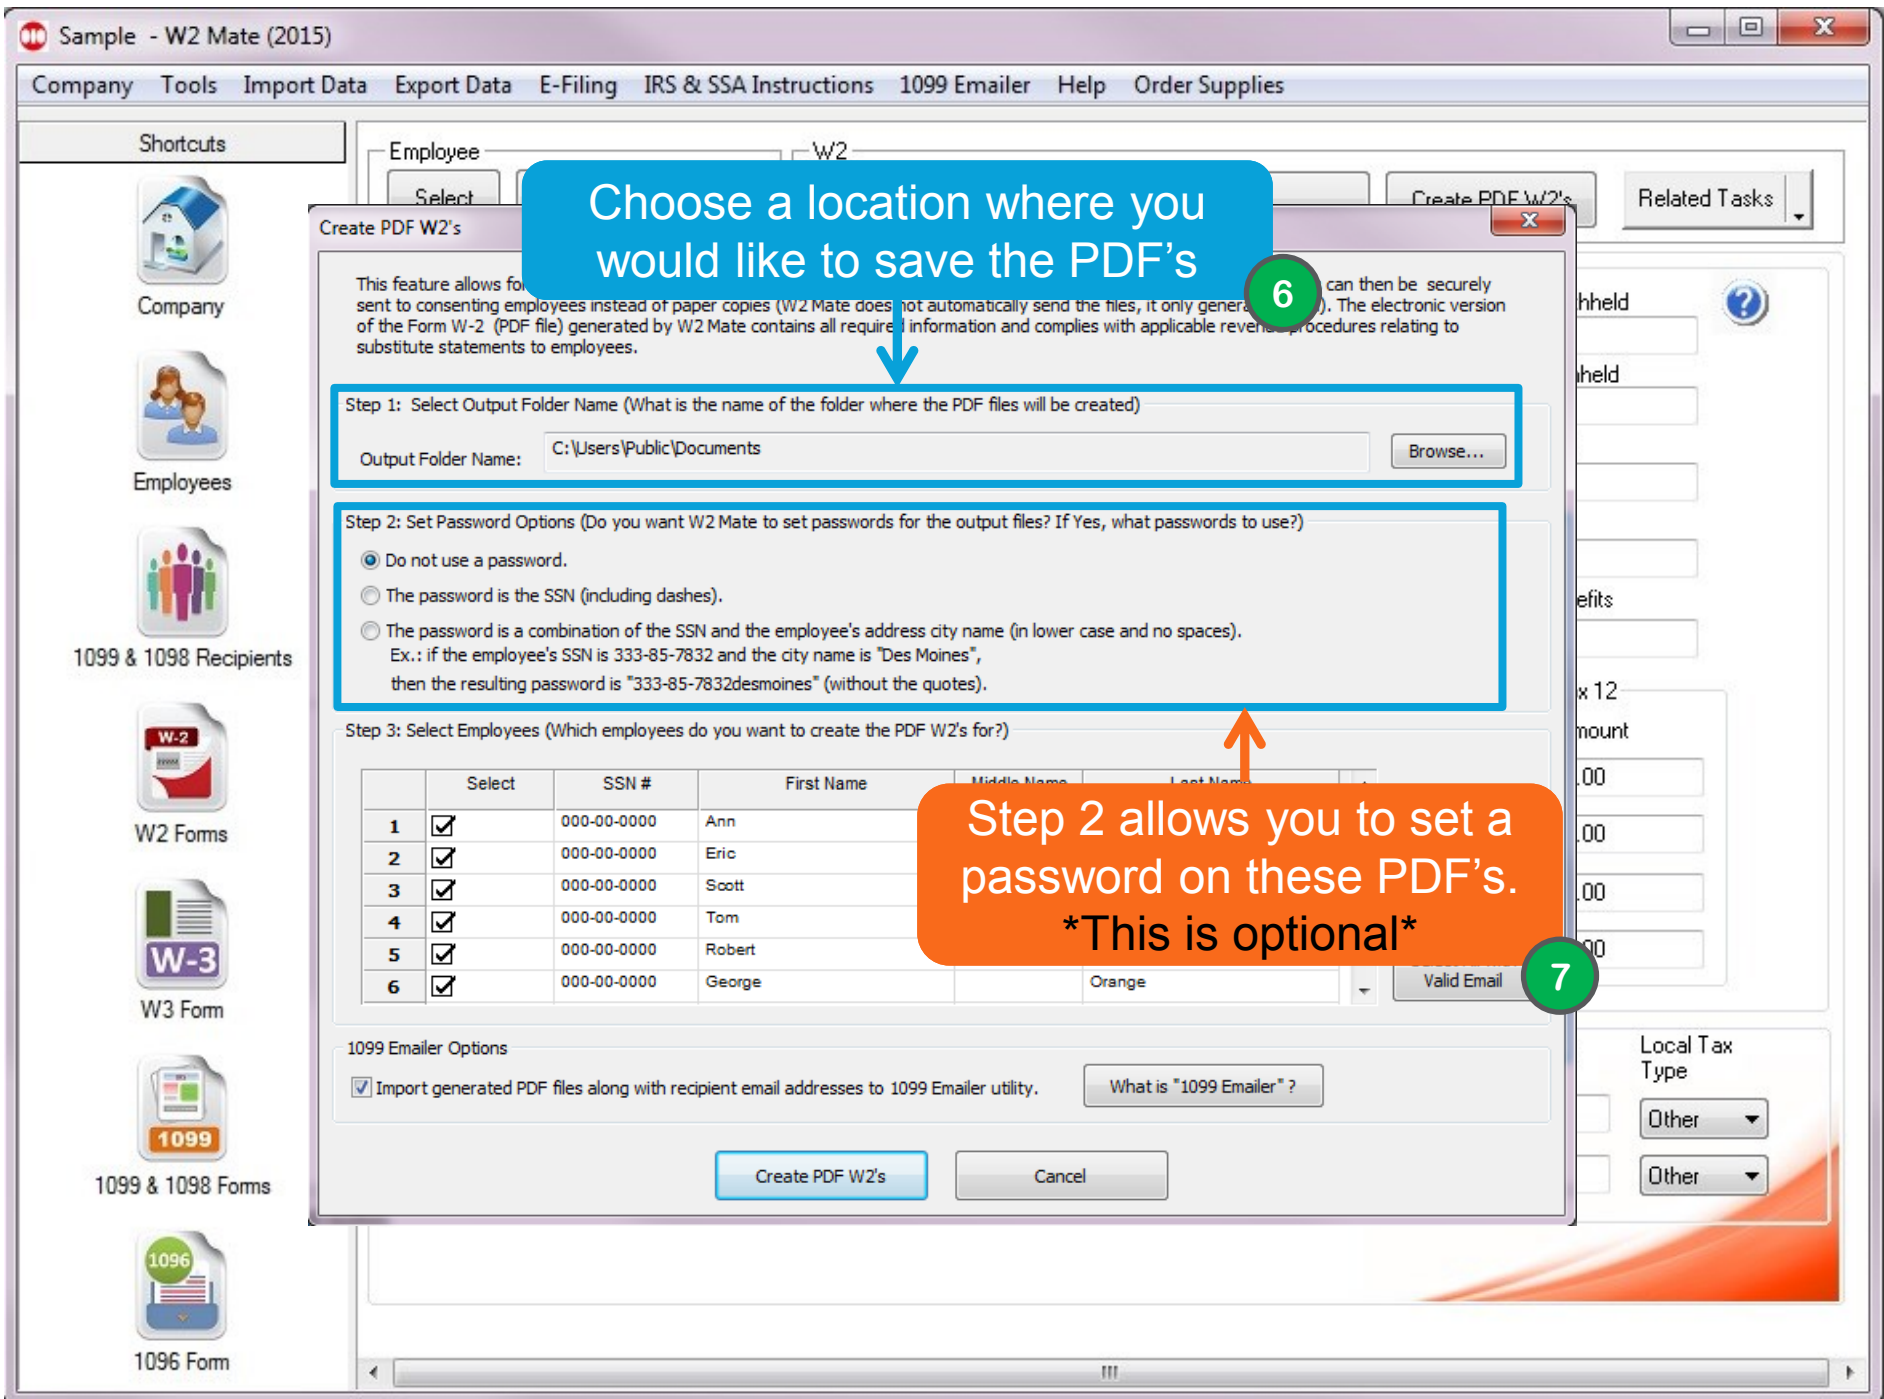 Sample - W2 Mate (2015)
Company Tools Import Data Export Data E-Filing IRS & SSA Instructions 1099 Emailer Help Order Supplies
Shortcuts
Company
Employees
1099 & 1098 Recipients
W-2
W2 Forms
W-3
W3 Form
1099
1099 & 1098 Forms
1096
1096 Form
Employee
W2
Select
Create PDF W2's
Related Tasks
Choose a location where you
would like to save the PDF's
6
Create PDF W2's
This feature allows for can then be securely
sent to consenting employees instead of paper copies (W2 Mate does not automatically send the files, it only ). The electronic version
of the Form W-2 (PDF file) generated by W2 Mate contains all required information and complies with applicable revenue procedures relating to
substitute statements to employees.
Step 1: Select Output Folder Name (What is the name of the folder where the PDF files will be created)
Output Folder Name: C:\Users\Public\Documents Browse...
Step 2: Set Password Options (Do you want W2 Mate to set passwords for the output files? If Yes, what passwords to use?)
Do not use a password.
The password is the SSN (including dashes).
The password is a combination of the SSN and the employee's address city name (in lower case and no spaces).
Ex.: if the employee's SSN is 333-85-7832 and the city name is "Des Moines",
then the resulting password is "333-85-7832desmoines" (without the quotes).
Step 3: Select Employees (Which employees do you want to create the PDF W2's for?)
Select SSN # First Name Middle Name Last Name
1 000-00-0000 Ann
2 000-00-0000 Eric
3 000-00-0000 Scott
4 000-00-0000 Tom
5 000-00-0000 Robert
6 000-00-0000 George Orange
Valid Email
Step 2 allows you to set a
password on these PDF's.
*This is optional*
7
1099 Emailer Options
Import generated PDF files along with recipient email addresses to 1099 Emailer utility. What is "1099 Emailer" ?
Create PDF W2's Cancel
.00
.00
.00
Local Tax
Type
Other
Other